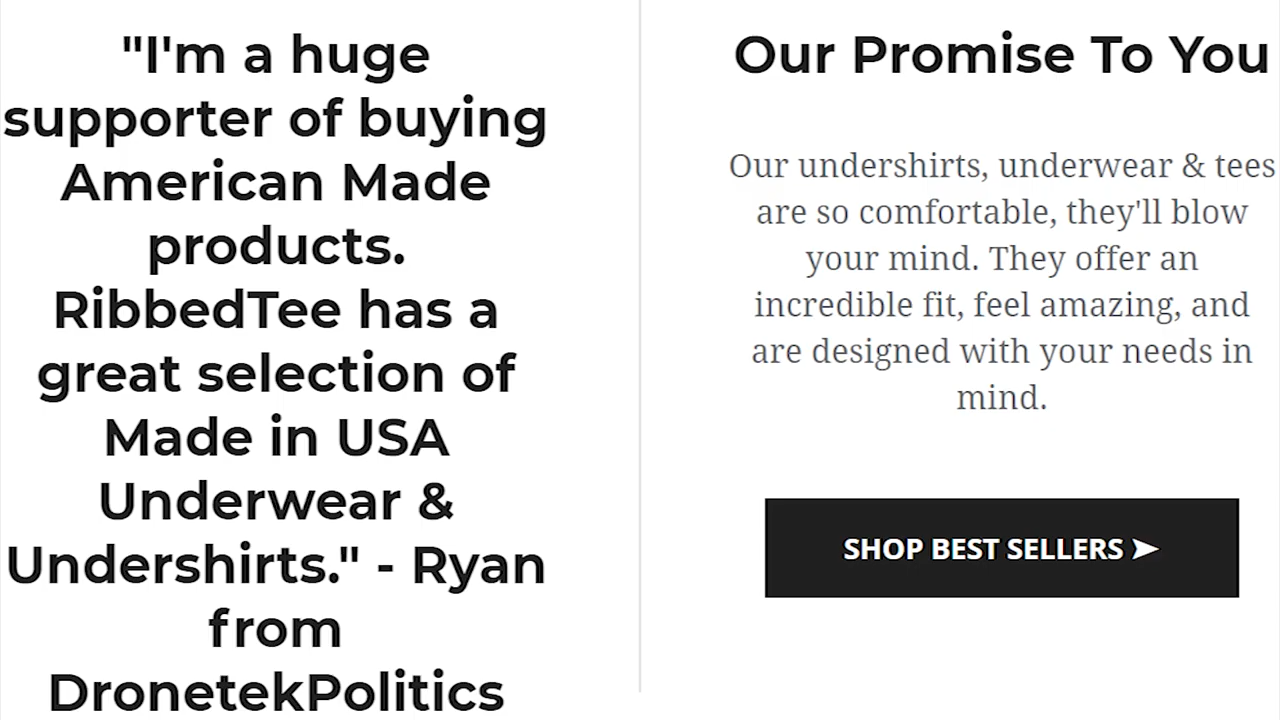 "I'm a huge
supporter of buying
American Made
products.
RibbedTee has a
great selection of
Made in USA
Underwear &
Undershirts." - Ryan
from
DronetekPolitics
Our Promise To You
Our undershirts, underwear & tees
are so comfortable, they'll blow
your mind. They offer an
incredible fit, feel amazing, and
are designed with your needs in
mind.
SHOP BEST SELLERS ➤